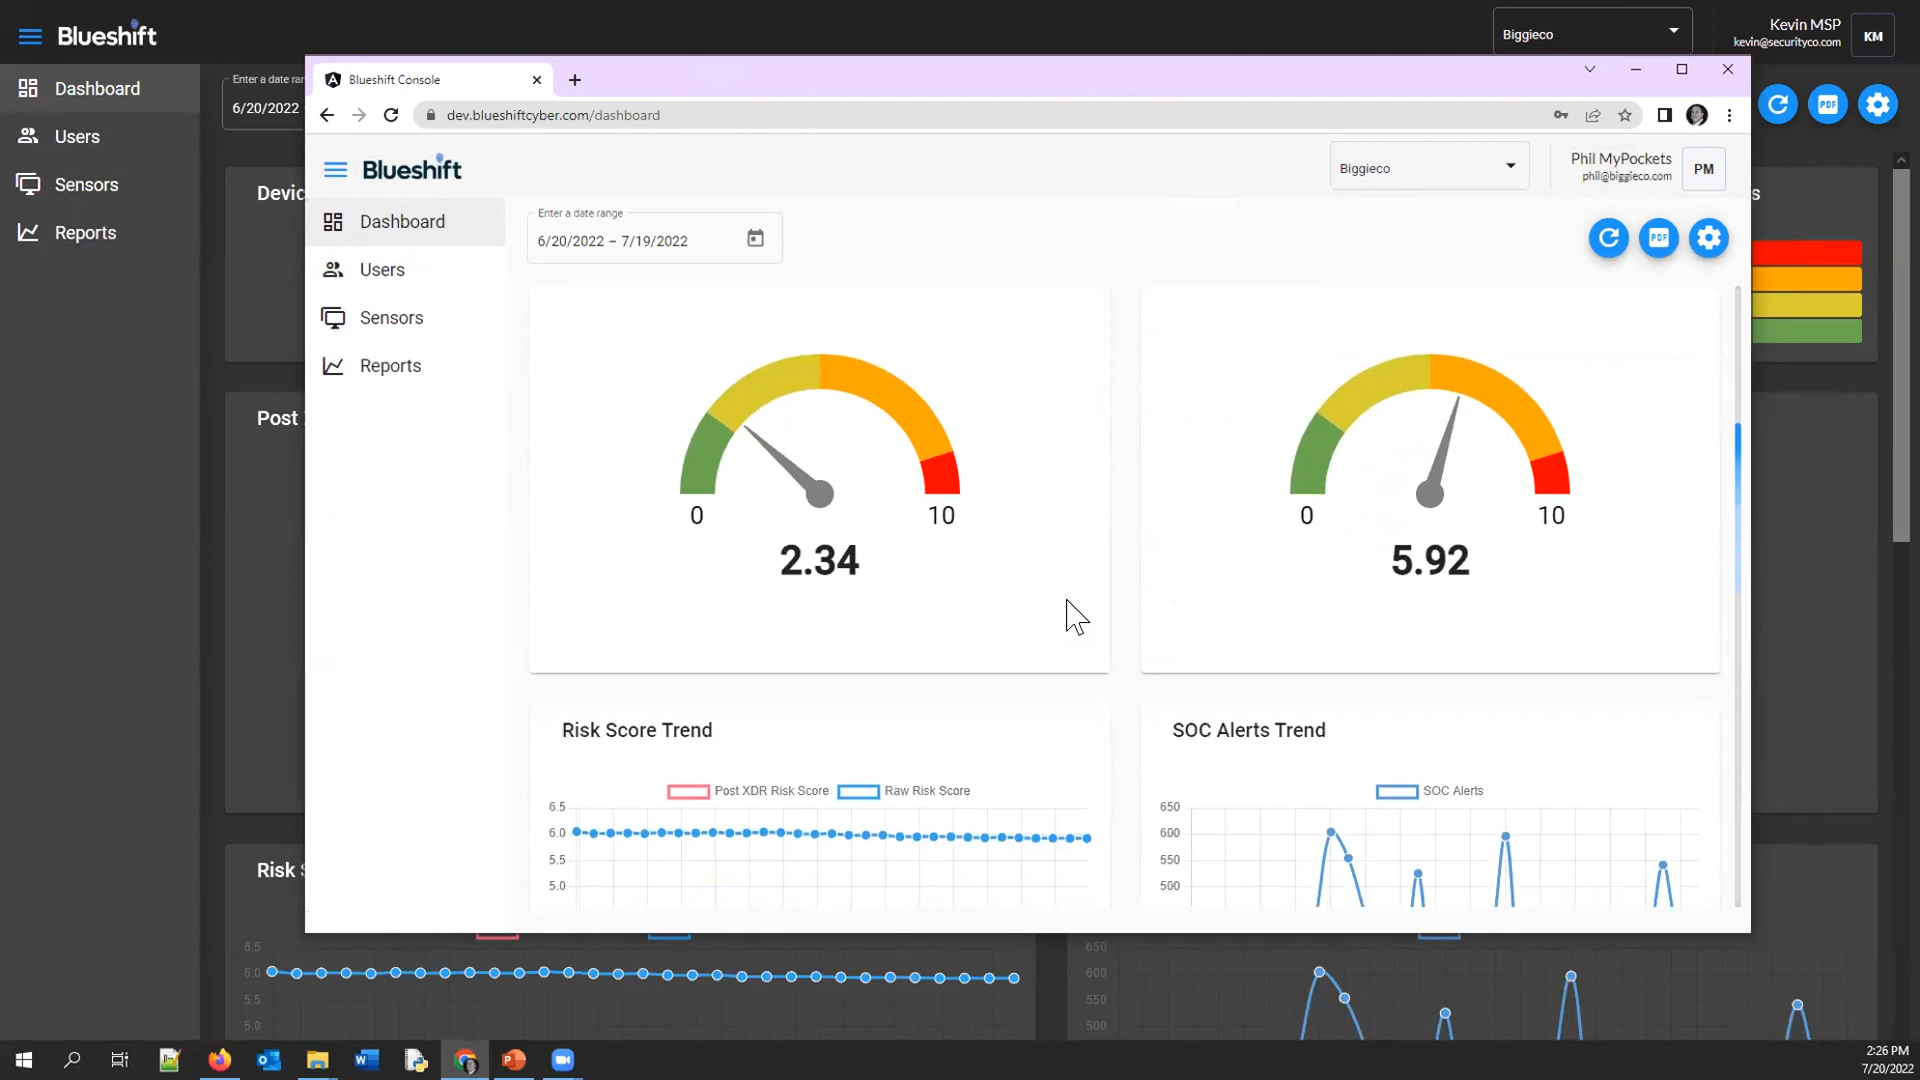 Blueshift
Biggieco
Kevin MSP
kevin@securityco.com
KM
Dashboard
Users
Sensors
Reports
Enter a date ran
6/20/2022
Blueshift Console
dev.blueshiftcyber.com/dashboard
Blueshift
Biggieco
Phil MyPockets
phil@biggieco.com
PM
PDF
Dashboard
Users
Sensors
Reports
Enter a date range
6/20/2022 – 7/19/2022
PDF
0
10
2.34
0
10
5.92
Risk Score Trend
Post XDR Risk Score
Raw Risk Score
6.5
6.0
5.5
5.0
SOC Alerts Trend
SOC Alerts
650
600
550
500
Devic
s
Post
Risk S
6.5
6.0
5.5
5.0
650
600
550
500
2:26 PM
7/20/2022